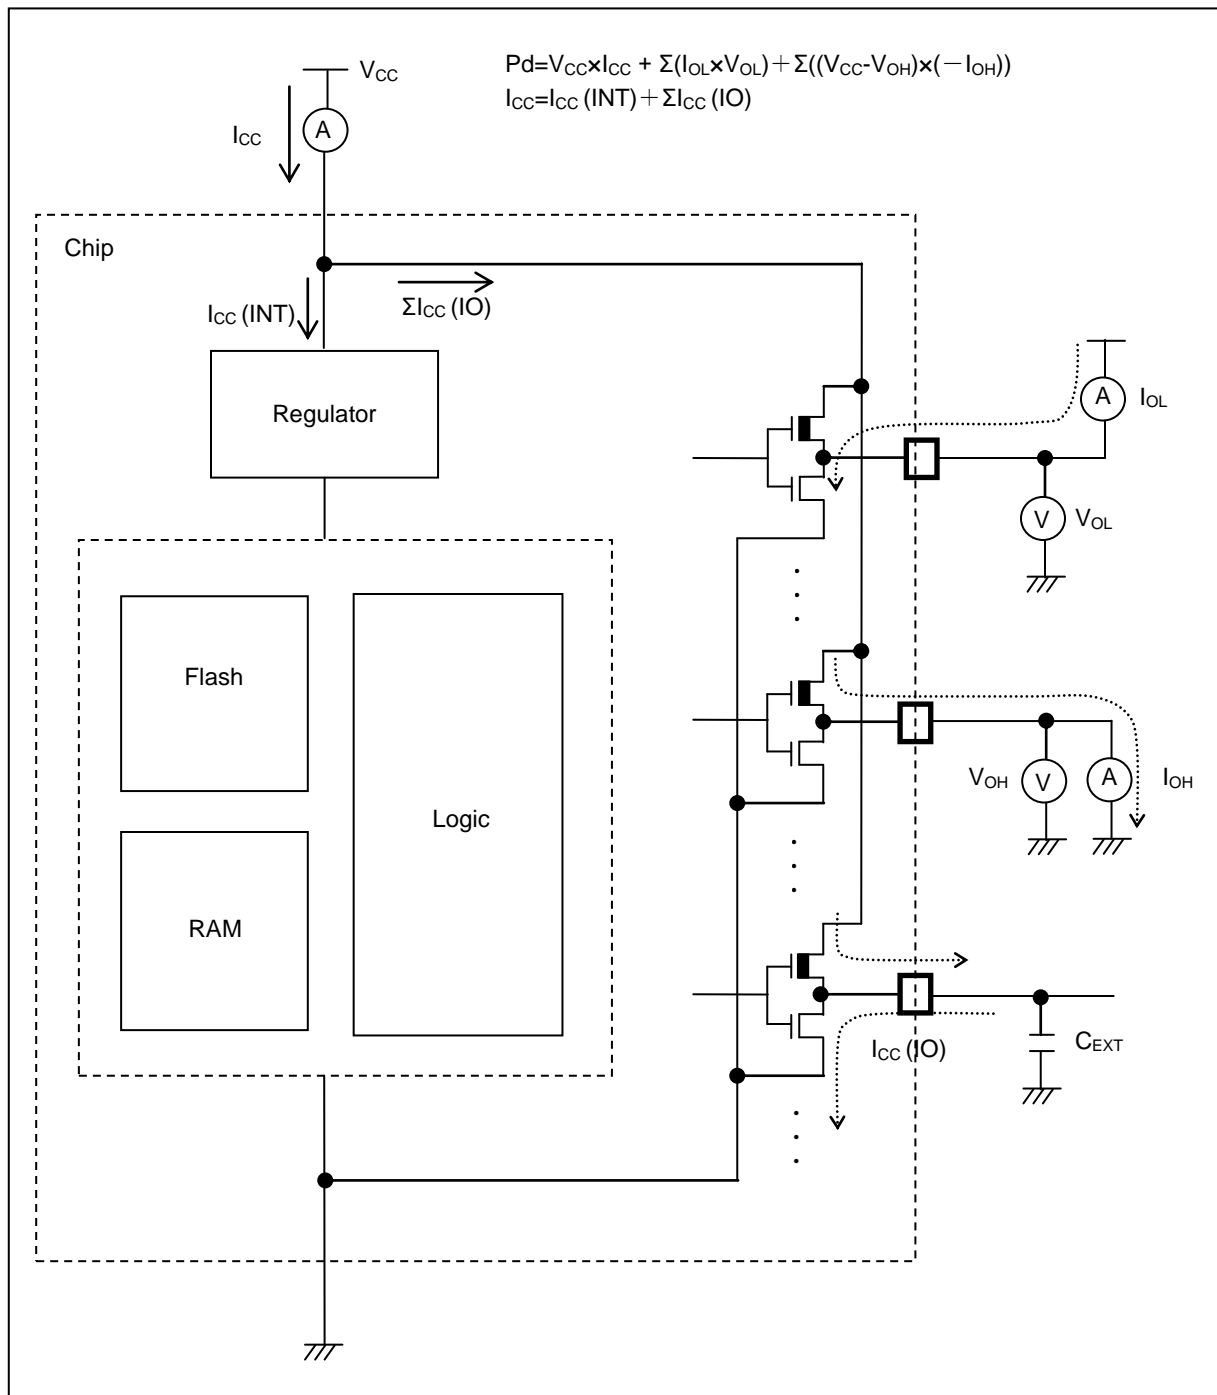 Pd=VCC×ICC + Σ(IOL×VOL)+Σ((VCC-VOH)×(-IOH))
ICC=ICC (INT)+ΣICC (IO)
VCC
A
ICC
Chip
ICC (INT)
ΣICC (IO)
Regulator
A
IOL
V
VOL
Flash
Logic
RAM
VOH
V
A
IOH
ICC (IO)
CEXT